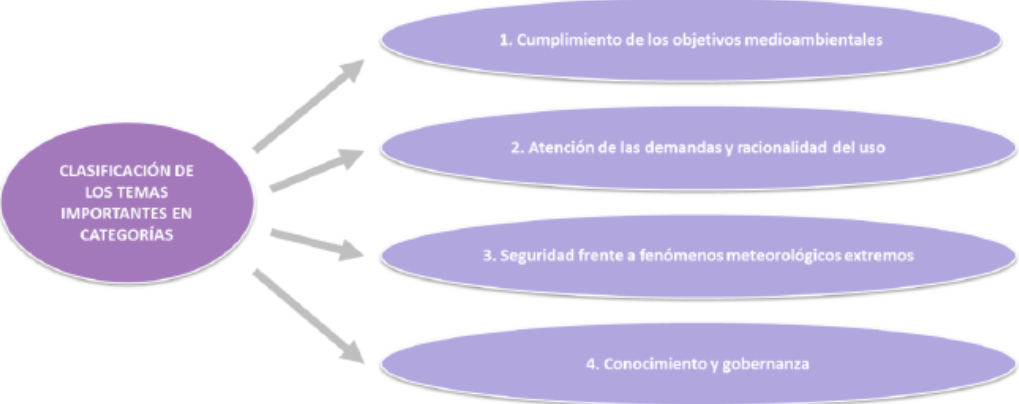 CLASIFICACIÓN DE
LOS TEMAS
IMPORTANTES EN
CATEGORÍAS
1. Cumplimiento de los objetivos medioambientales
2. Atención de las demandas y racionalidad del uso
3. Seguridad frente a fenómenos meteorológicos extremos
4. Conocimiento y gobernanza